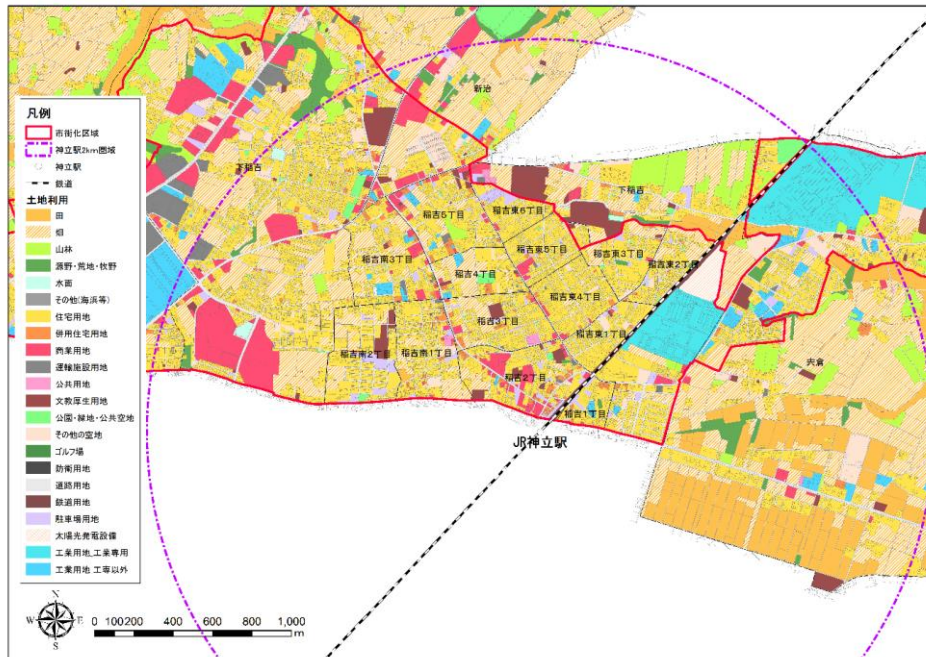 新治
凡例
市街化区域
神立駅2km圏域
神立駅
鉄道
土地利用
田
畑
山林
原野・荒地・牧野
水面
その他(海浜等)
住宅用地
併用住宅用地
商業用地
運輸施設用地
公共用地
文教厚生用地
公園・緑地・公共空地
その他の空地
ゴルフ場
防衛用地
道路用地
鉄道用地
駐車場用地
太陽光発電設備
工業用地_工業専用
工業用地_工専以外
下稲吉
下稲吉
稲吉5丁目
稲吉東6丁目
稲吉東5丁目
稲吉東3丁目
稲吉東2丁目
稲吉南3丁目
稲吉4丁目
稲吉東4丁目
稲吉3丁目
稲吉東1丁目
稲吉南2丁目
稲吉南1丁目
稲吉2丁目
稲吉1丁目
宍倉
JR神立駅
N
W
E
S
0 100200 400 600 800 1,000
m